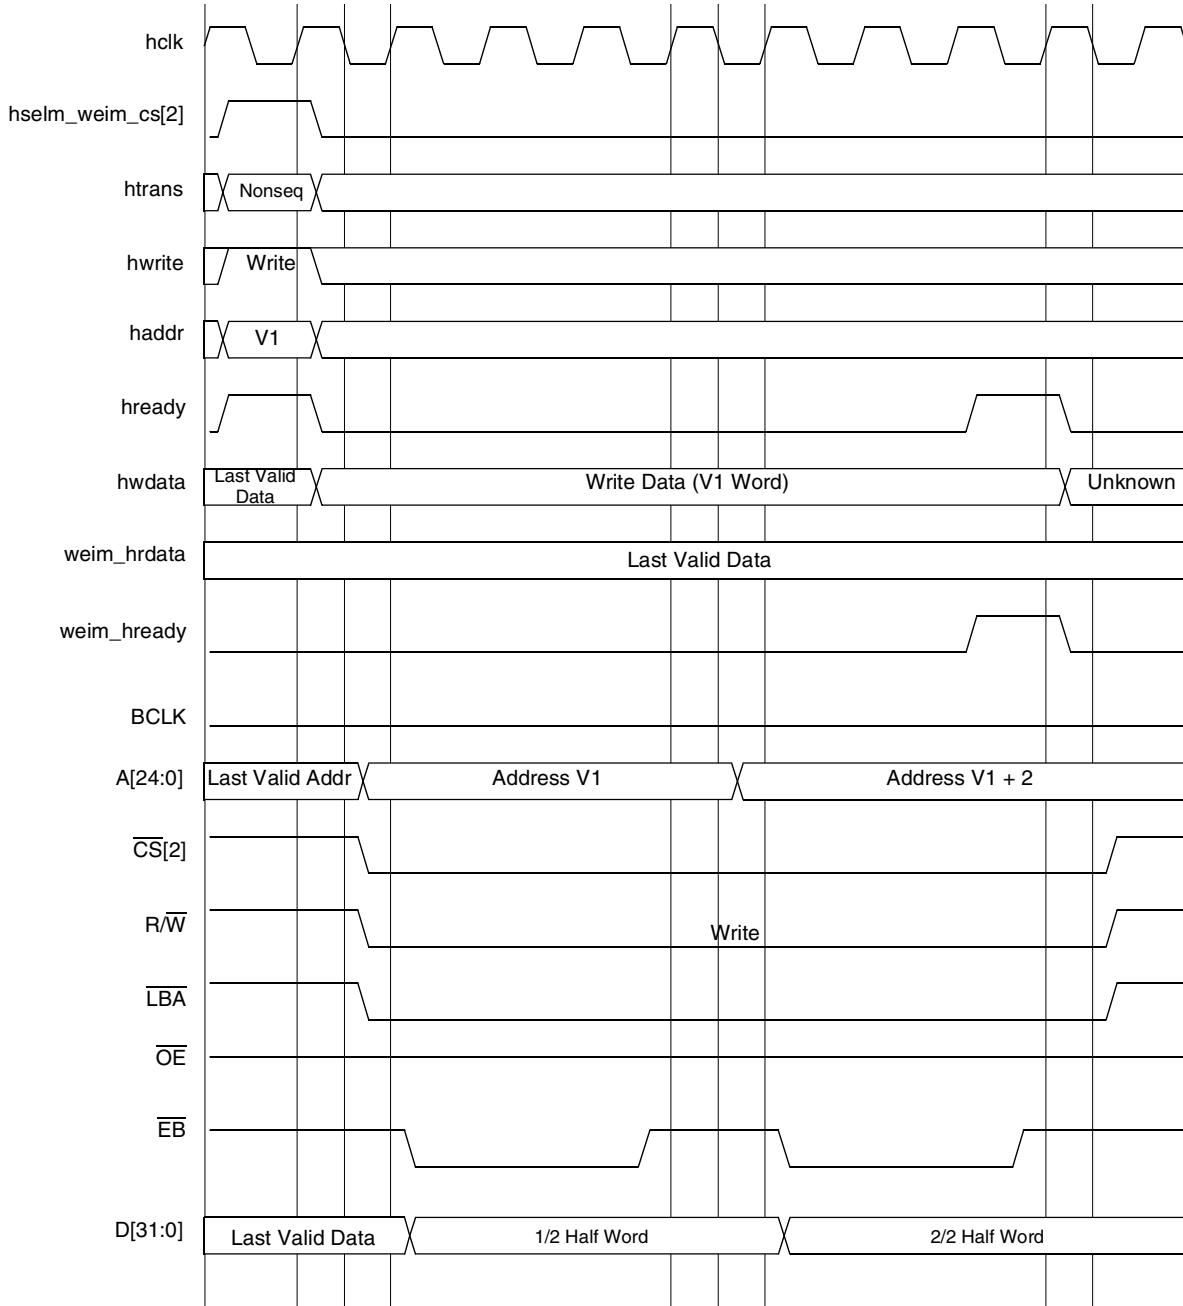 hclk
hselm_weim_cs[2]
htrans
Nonseq
hwrite
Write
haddr
V1
hready
hwdata
Last Valid
Data
Write Data (V1 Word)
Unknown
weim_hrdata
Last Valid Data
weim_hready
BCLK
A[24:0]
Last Valid Addr
Address V1
Address V1 + 2
CS[2]
R/W
Write
LBA
OE
EB
D[31:0]
Last Valid Data
1/2 Half Word
2/2 Half Word